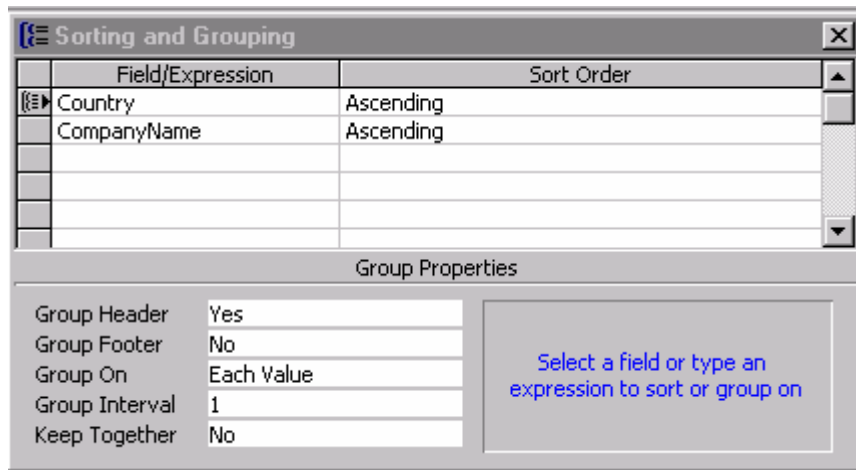 Sorting and Grouping
Field/Expression Sort Order
Country Ascending
CompanyName Ascending
Group Properties
Group Header Yes
Group Footer No
Group On Each Value
Group Interval 1
Keep Together No
Select a field or type an
expression to sort or group on